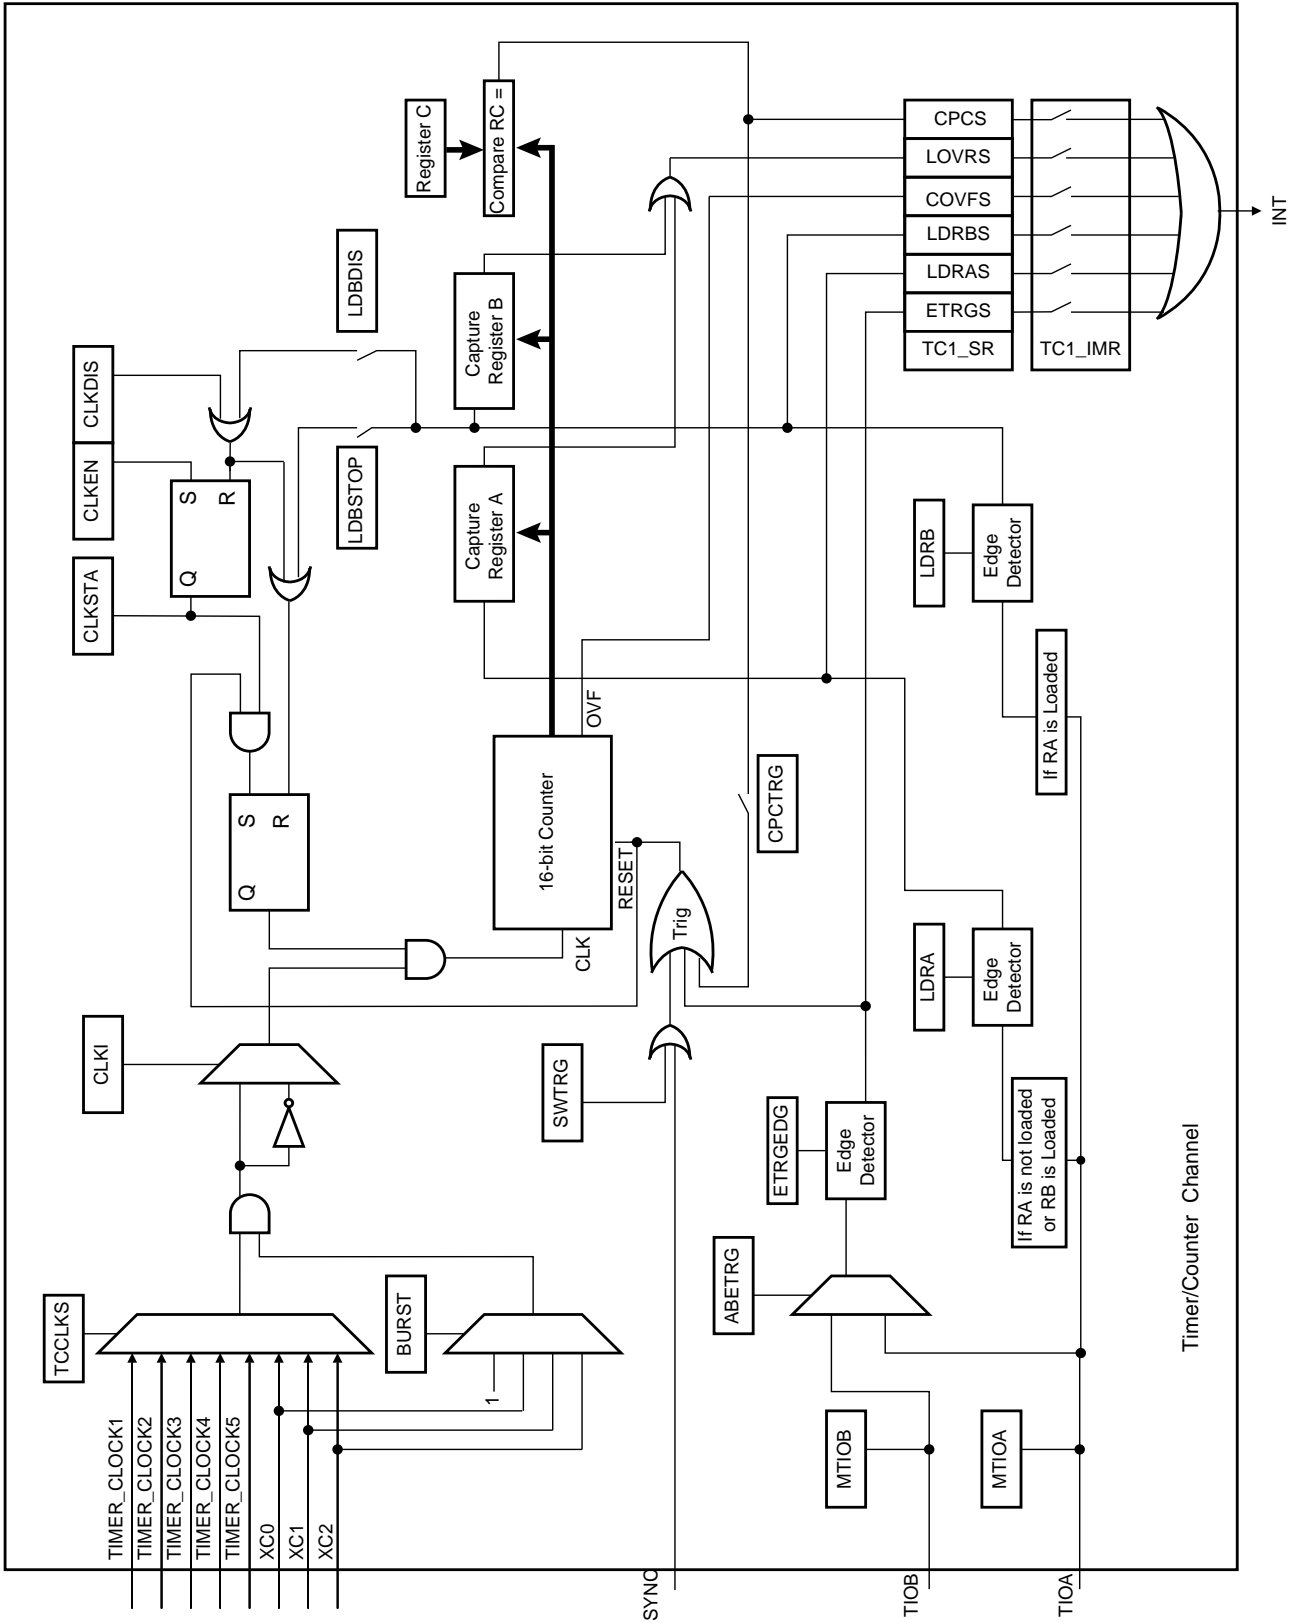 TIMER_CLOCK1
TIMER_CLOCK2
TIMER_CLOCK3
TIMER_CLOCK4
TIMER_CLOCK5
XC0
XC1
XC2
TCCLKS
CLKI
CLKSTA
CLKEN
CLKDIS
Q
S
R
Q
S
R
BURST
1
LDBSTOP
LDBDIS
Register C
Capture
Register A
Capture
Register B
Compare RC =
16-bit Counter
CLK
OVF
RESET
SWTRG
Trig
SYNC
CPCTRG
ABETRG
ETRGEDG
Edge
Detector
MTIOB
TIOB
LDRA
Edge
Detector
LDRB
Edge
Detector
MTIOA
TIOA
If RA is not loaded
or RB is Loaded
If RA is Loaded
CPCS
LOVRS
COVFS
LDRBS
LDRAS
ETRGS
TC1_SR
TC1_IMR
INT
Timer/Counter Channel